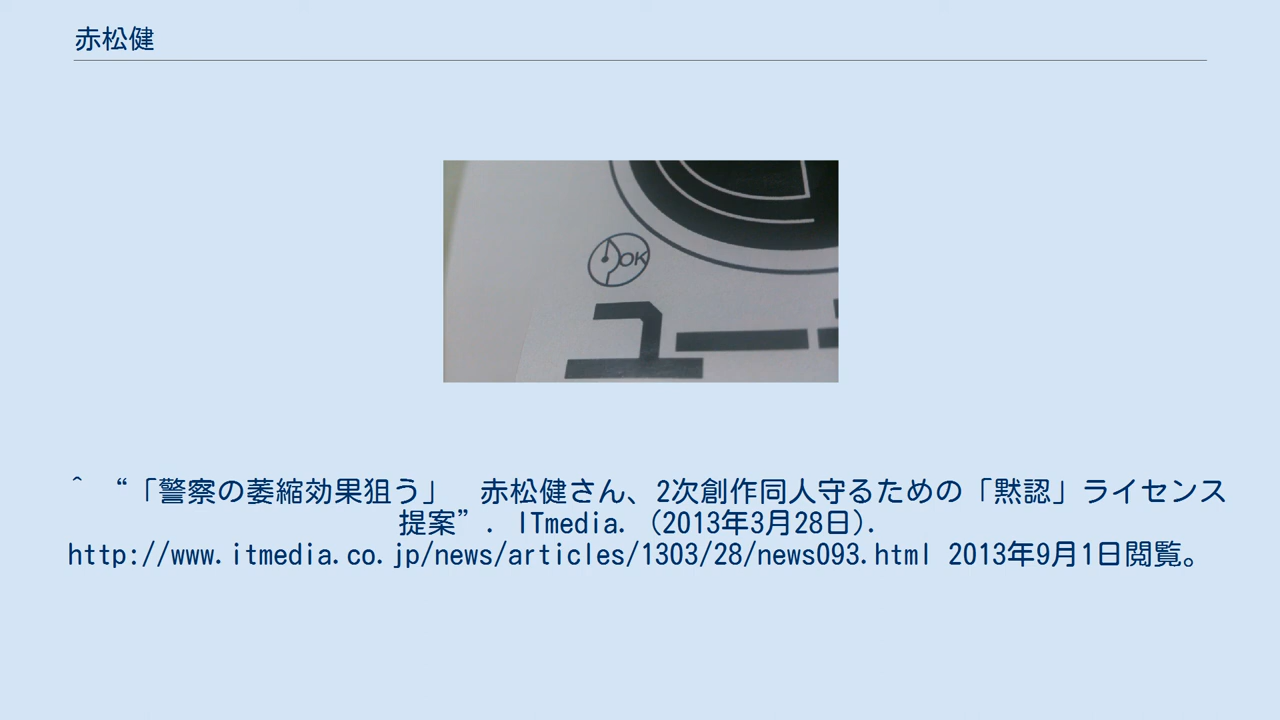 赤松健
OK
ユー
^ “「警察の萎縮効果狙う」 赤松健さん、2次創作同人守るための「黙認」ライセンス
提案”. ITmedia. (2013年3月28日).
http://www.itmedia.co.jp/news/articles/1303/28/news093.html 2013年9月1日閲覧。